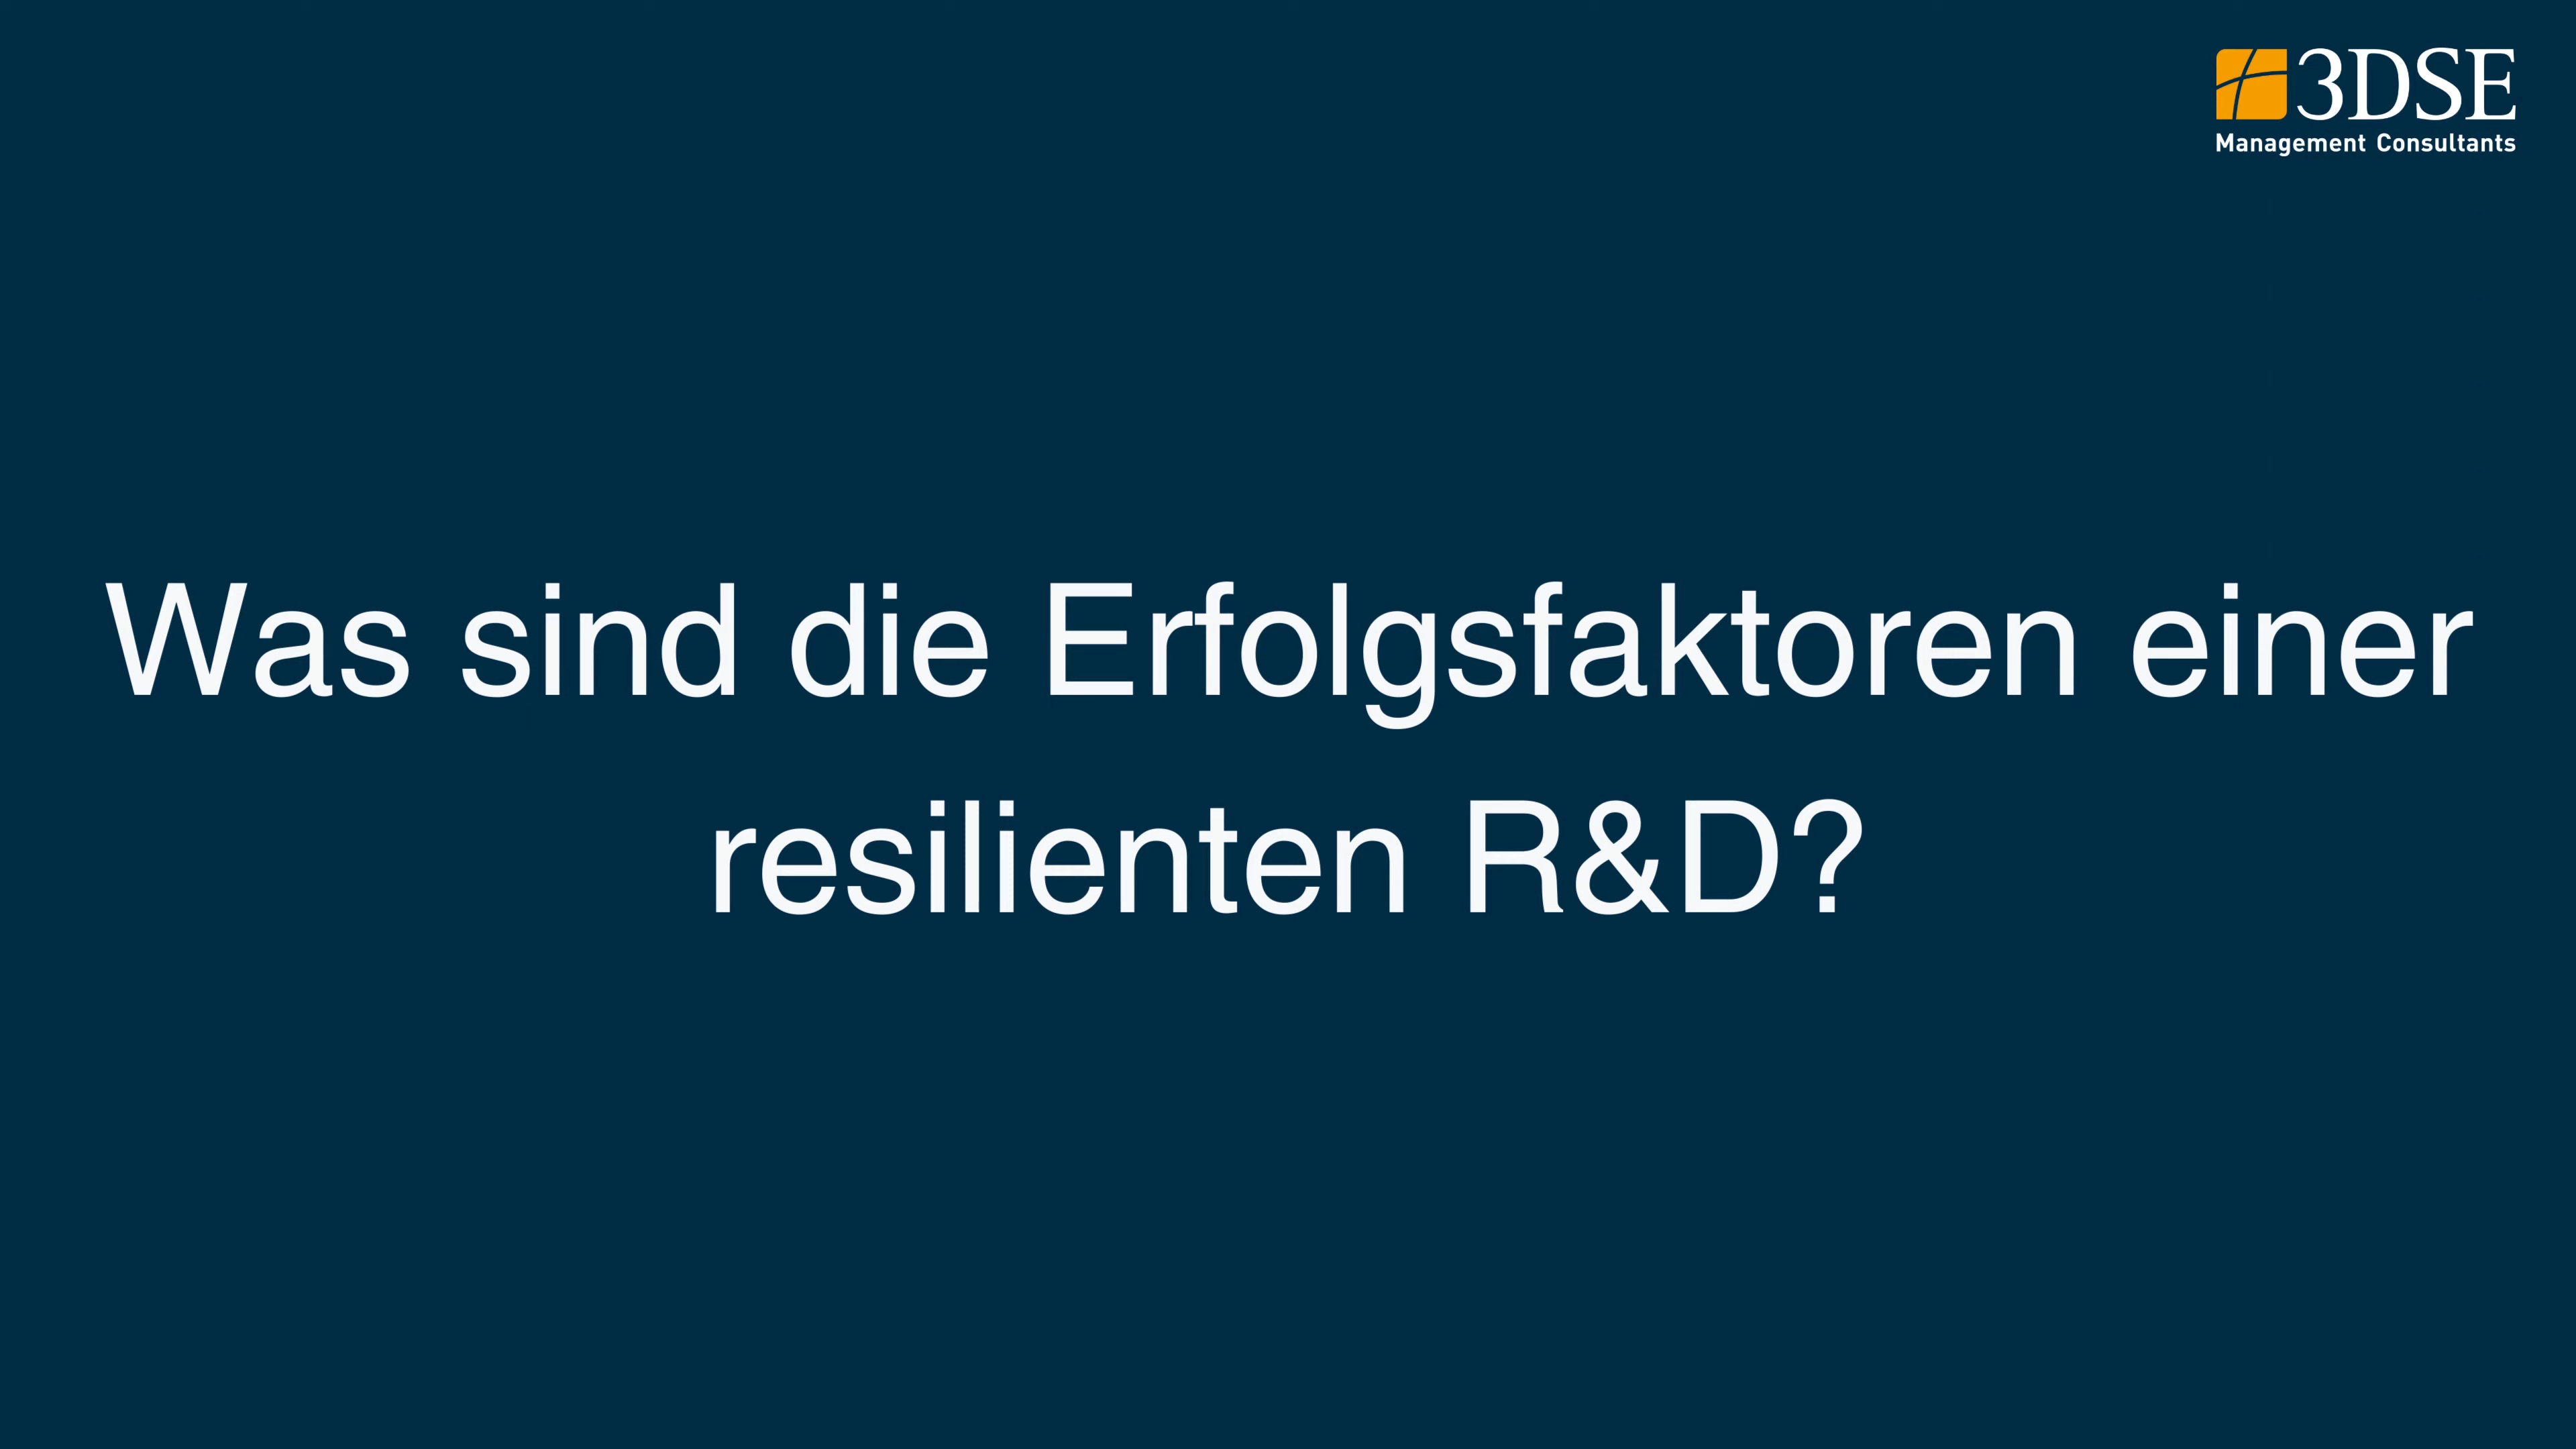 3DSE
Management Consultants
Was sind die Erfolgsfaktoren einer
resilienten R&D?